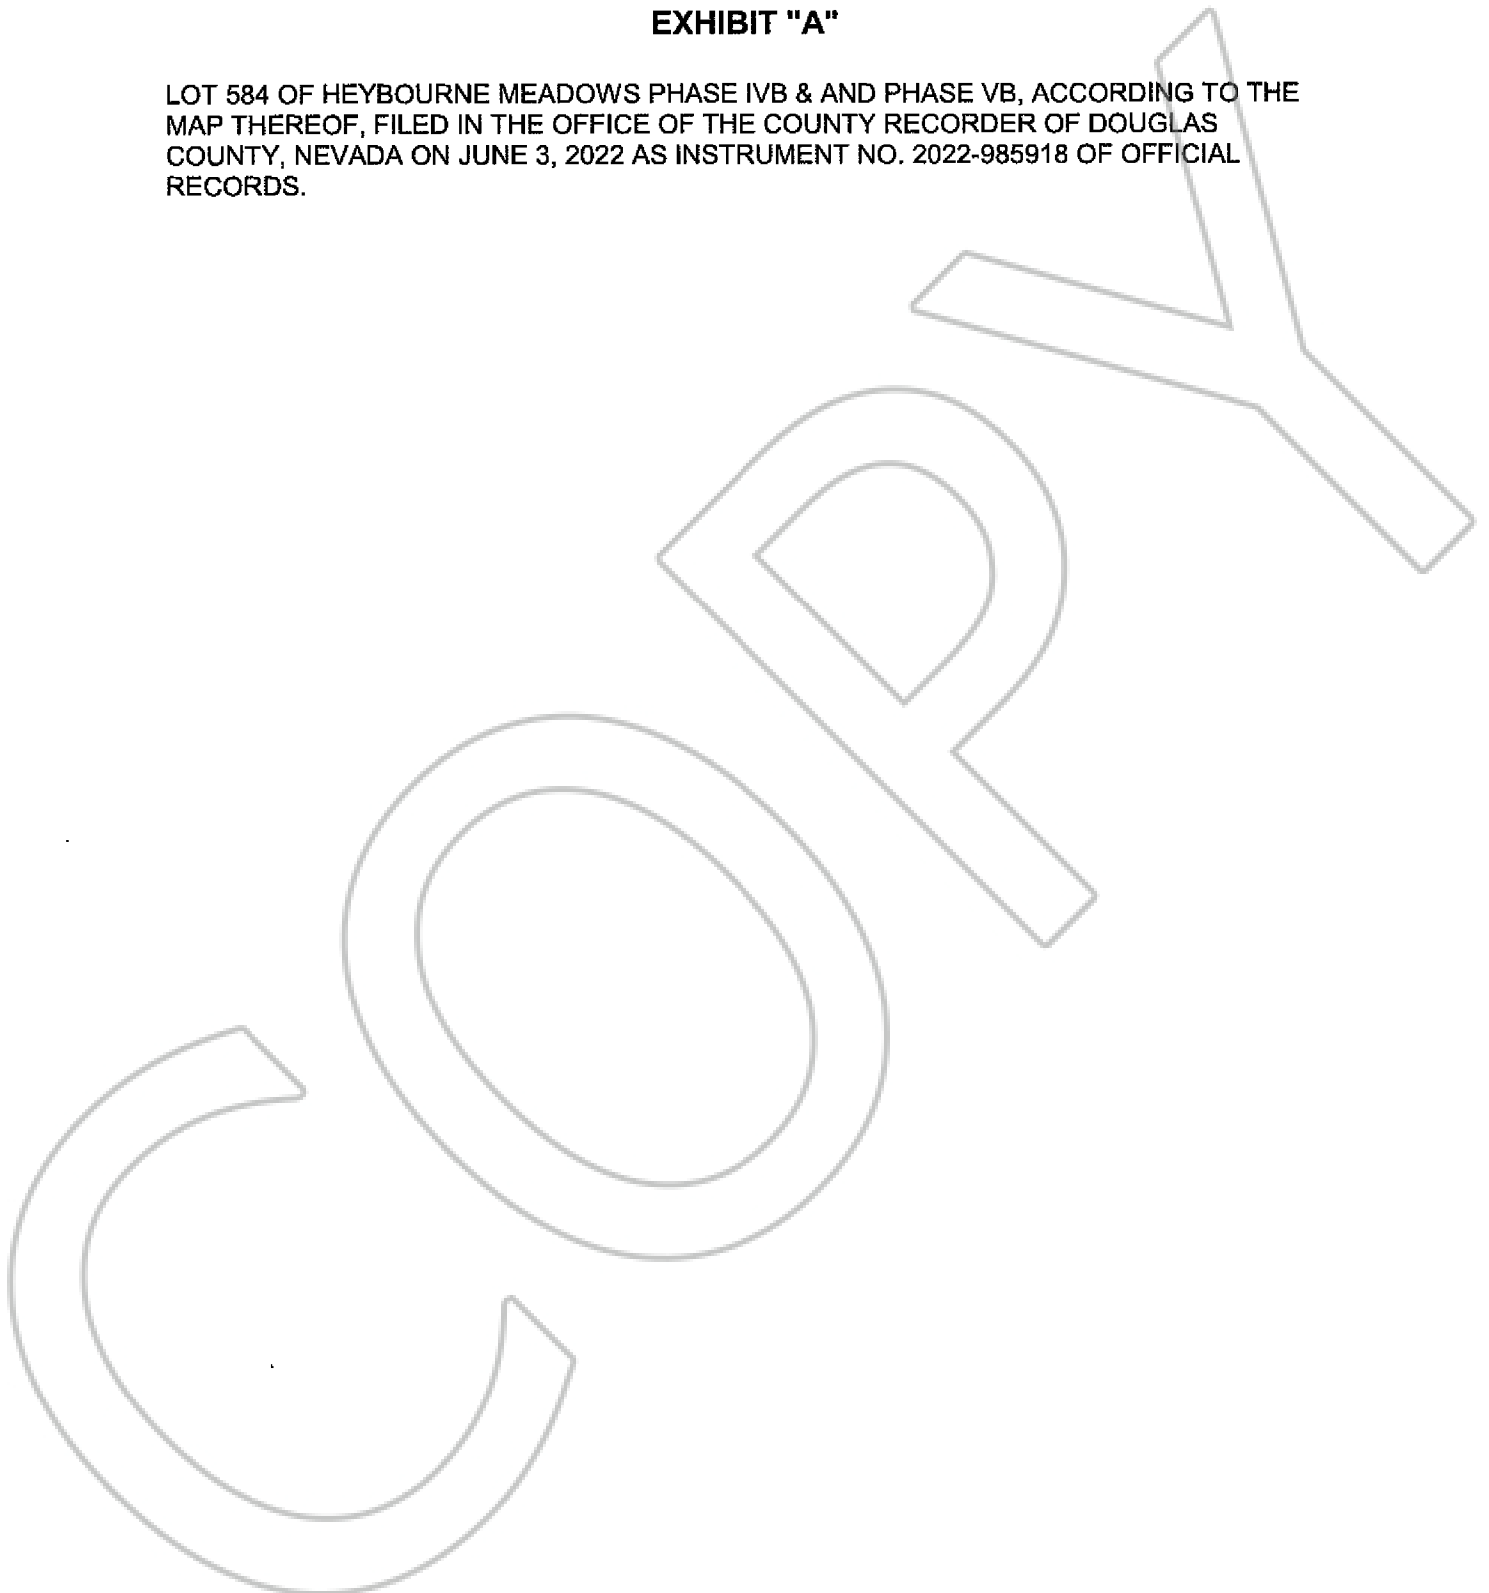 EXHIBIT "A"
LOT 584 OF HEYBOURNE MEADOWS PHASE IVB & AND PHASE VB, ACCORDING TO THE
MAP THEREOF, FILED IN THE OFFICE OF THE COUNTY RECORDER OF DOUGLAS
COUNTY, NEVADA ON JUNE 3, 2022 AS INSTRUMENT NO. 2022-985918 OF OFFICIAL
RECORDS.
COPY